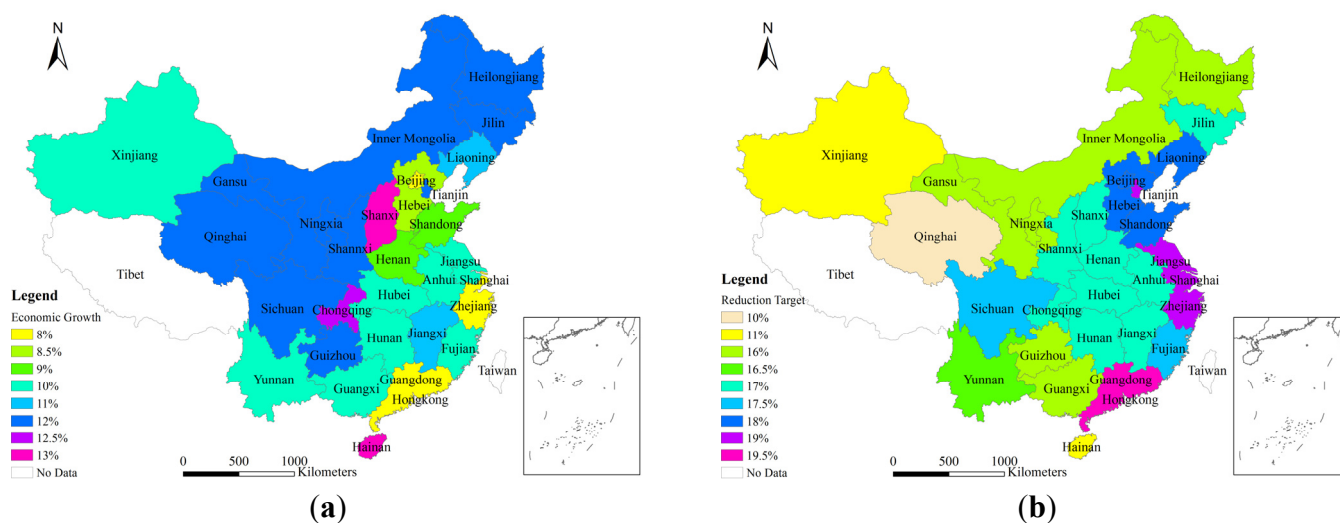 N
Heilongjiang
Jilin
Inner Mongolia
Liaoning
Xinjiang
Gansu
Beijing
Tianjin
Hebei
Shanxi
Shandong
Ningxia
Qinghai
Shannxi
Henan
Jiangsu
Tibet
Anhui
Shanghai
Hubei
Sichuan
Chongqing
Zhejiang
Hunan
Jiangxi
Guizhou
Fujian
Yunnan
Guangxi
Guangdong
Hongkong
Taiwan
Hainan
Legend
Economic Growth
8%
8.5%
9%
10%
11%
12%
12.5%
13%
No Data
0 500 1000
Kilometers
(a)
N
Heilongjiang
Jilin
Inner Mongolia
Liaoning
Xinjiang
Gansu
Beijing
Tianjin
Hebei
Shanxi
Shandong
Ningxia
Qinghai
Shannxi
Henan
Jiangsu
Tibet
Anhui
Shanghai
Hubei
Sichuan
Chongqing
Zhejiang
Hunan
Jiangxi
Guizhou
Fujian
Yunnan
Guangxi
Guangdong
Hongkong
Taiwan
Hainan
Legend
Reduction Target
10%
11%
16%
16.5%
17%
17.5%
18%
19%
19.5%
No Data
0 500 1000
Kilometers
(b)